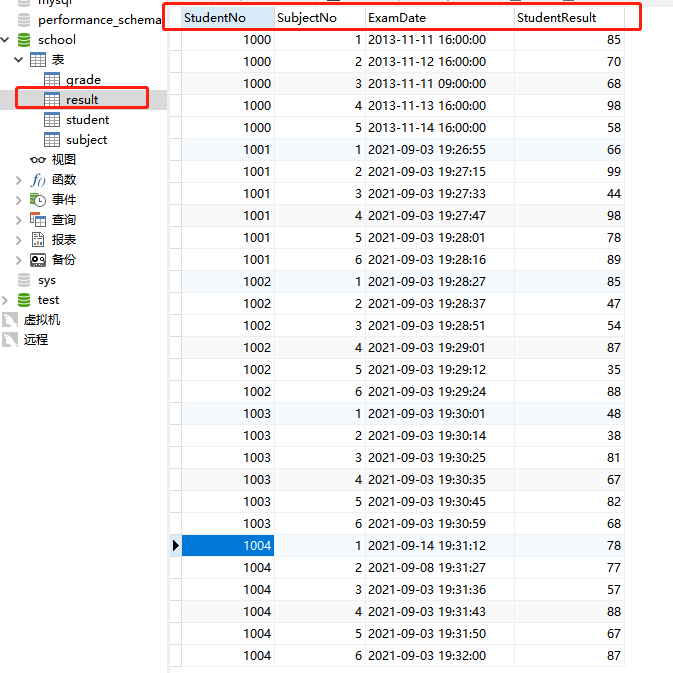 mysql
performance_schema
school
表
grade
result
student
subject
视图
函数
事件
查询
报表
备份
sys
test
虚拟机
远程
StudentNo SubjectNo ExamDate StudentResult
1000 1 2013-11-11 16:00:00 85
1000 2 2013-11-12 16:00:00 70
1000 3 2013-11-11 09:00:00 68
1000 4 2013-11-13 16:00:00 98
1000 5 2013-11-14 16:00:00 58
1001 1 2021-09-03 19:26:55 66
1001 2 2021-09-03 19:27:15 99
1001 3 2021-09-03 19:27:33 44
1001 4 2021-09-03 19:27:47 98
1001 5 2021-09-03 19:28:01 78
1001 6 2021-09-03 19:28:16 89
1002 1 2021-09-03 19:28:27 85
1002 2 2021-09-03 19:28:37 47
1002 3 2021-09-03 19:28:51 54
1002 4 2021-09-03 19:29:01 87
1002 5 2021-09-03 19:29:12 35
1002 6 2021-09-03 19:29:24 88
1003 1 2021-09-03 19:30:01 48
1003 2 2021-09-03 19:30:14 38
1003 3 2021-09-03 19:30:25 81
1003 4 2021-09-03 19:30:35 67
1003 5 2021-09-03 19:30:45 82
1003 6 2021-09-03 19:30:59 68
1004 1 2021-09-14 19:31:12 78
1004 2 2021-09-08 19:31:27 77
1004 3 2021-09-03 19:31:36 57
1004 4 2021-09-03 19:31:43 88
1004 5 2021-09-03 19:31:50 67
1004 6 2021-09-03 19:32:00 87